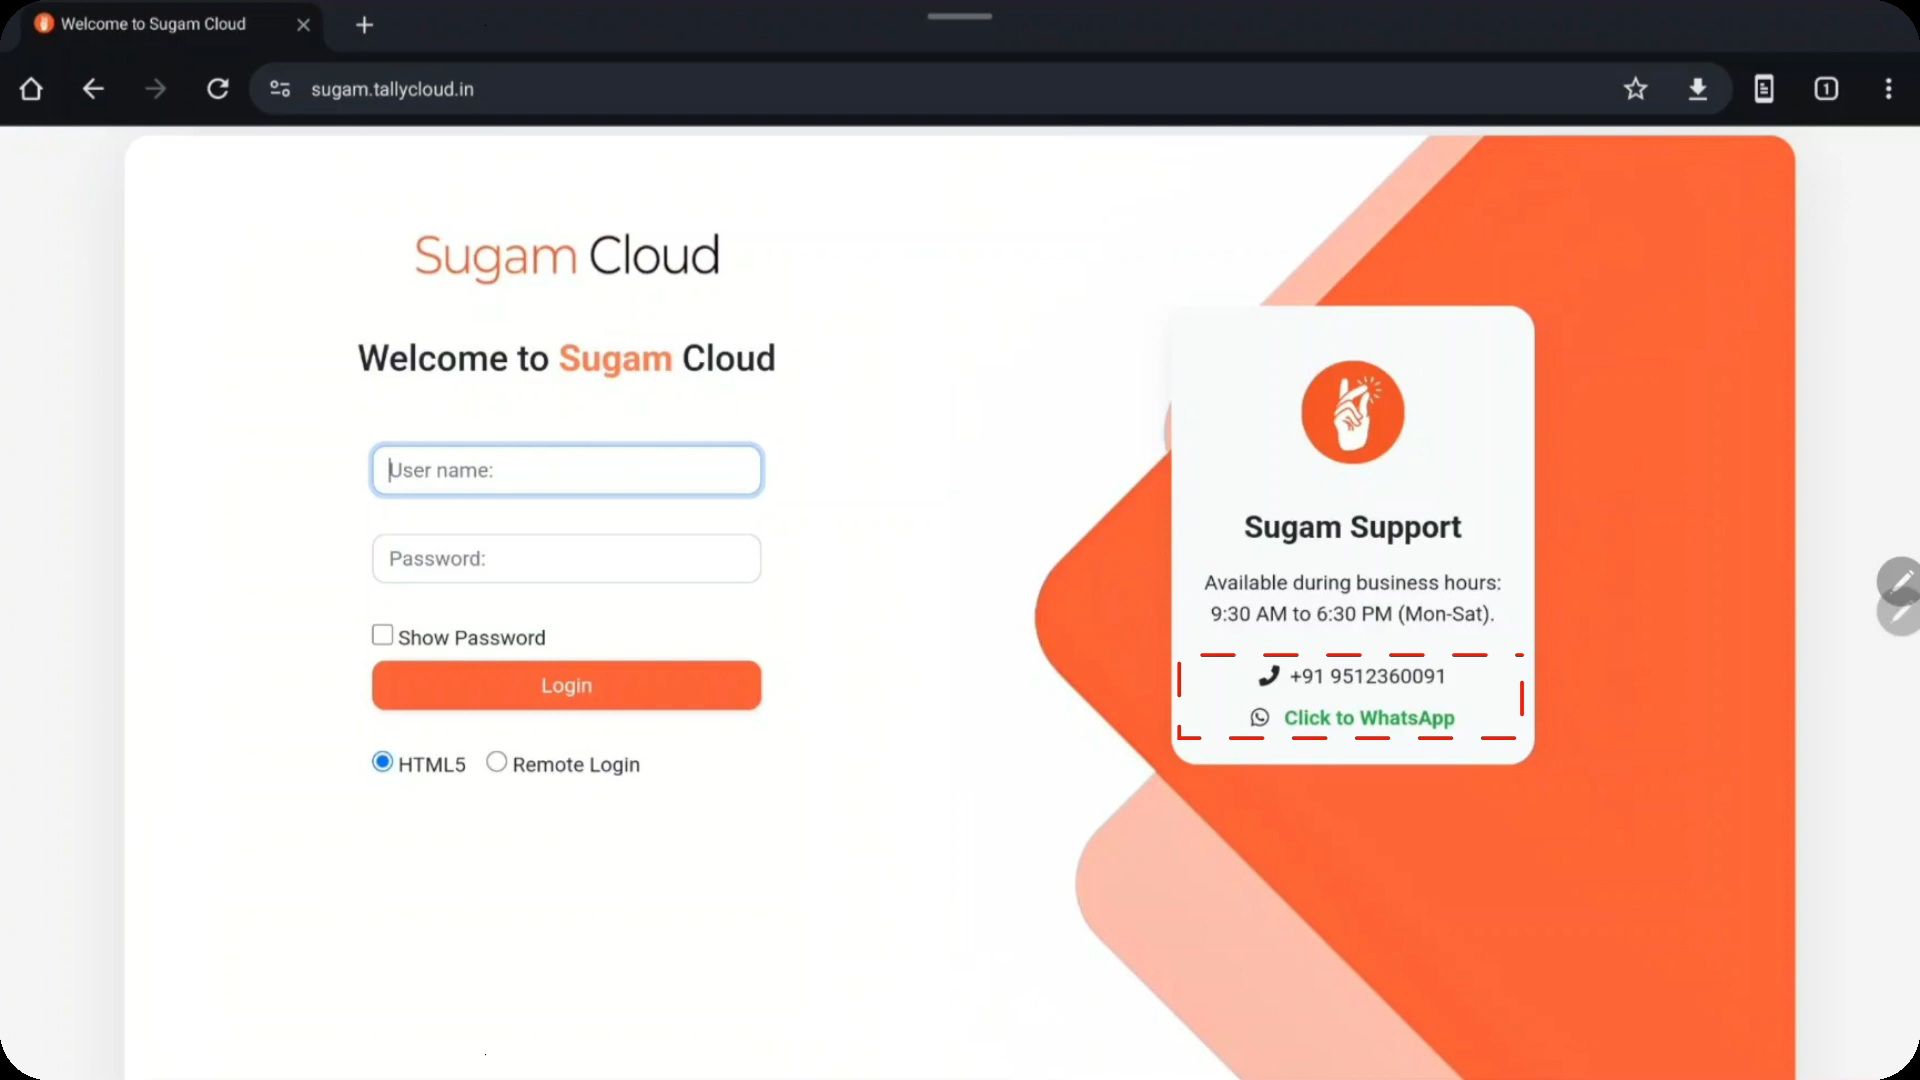 Welcome to Sugam Cloud
sugam.tallycloud.in
1
Sugam Cloud
Welcome to Sugam Cloud
User name:
Password:
Show Password
Login
HTML5 Remote Login
Sugam Support
Available during business hours:
9:30 AM to 6:30 PM (Mon-Sat).
+91 9512360091
Click to WhatsApp